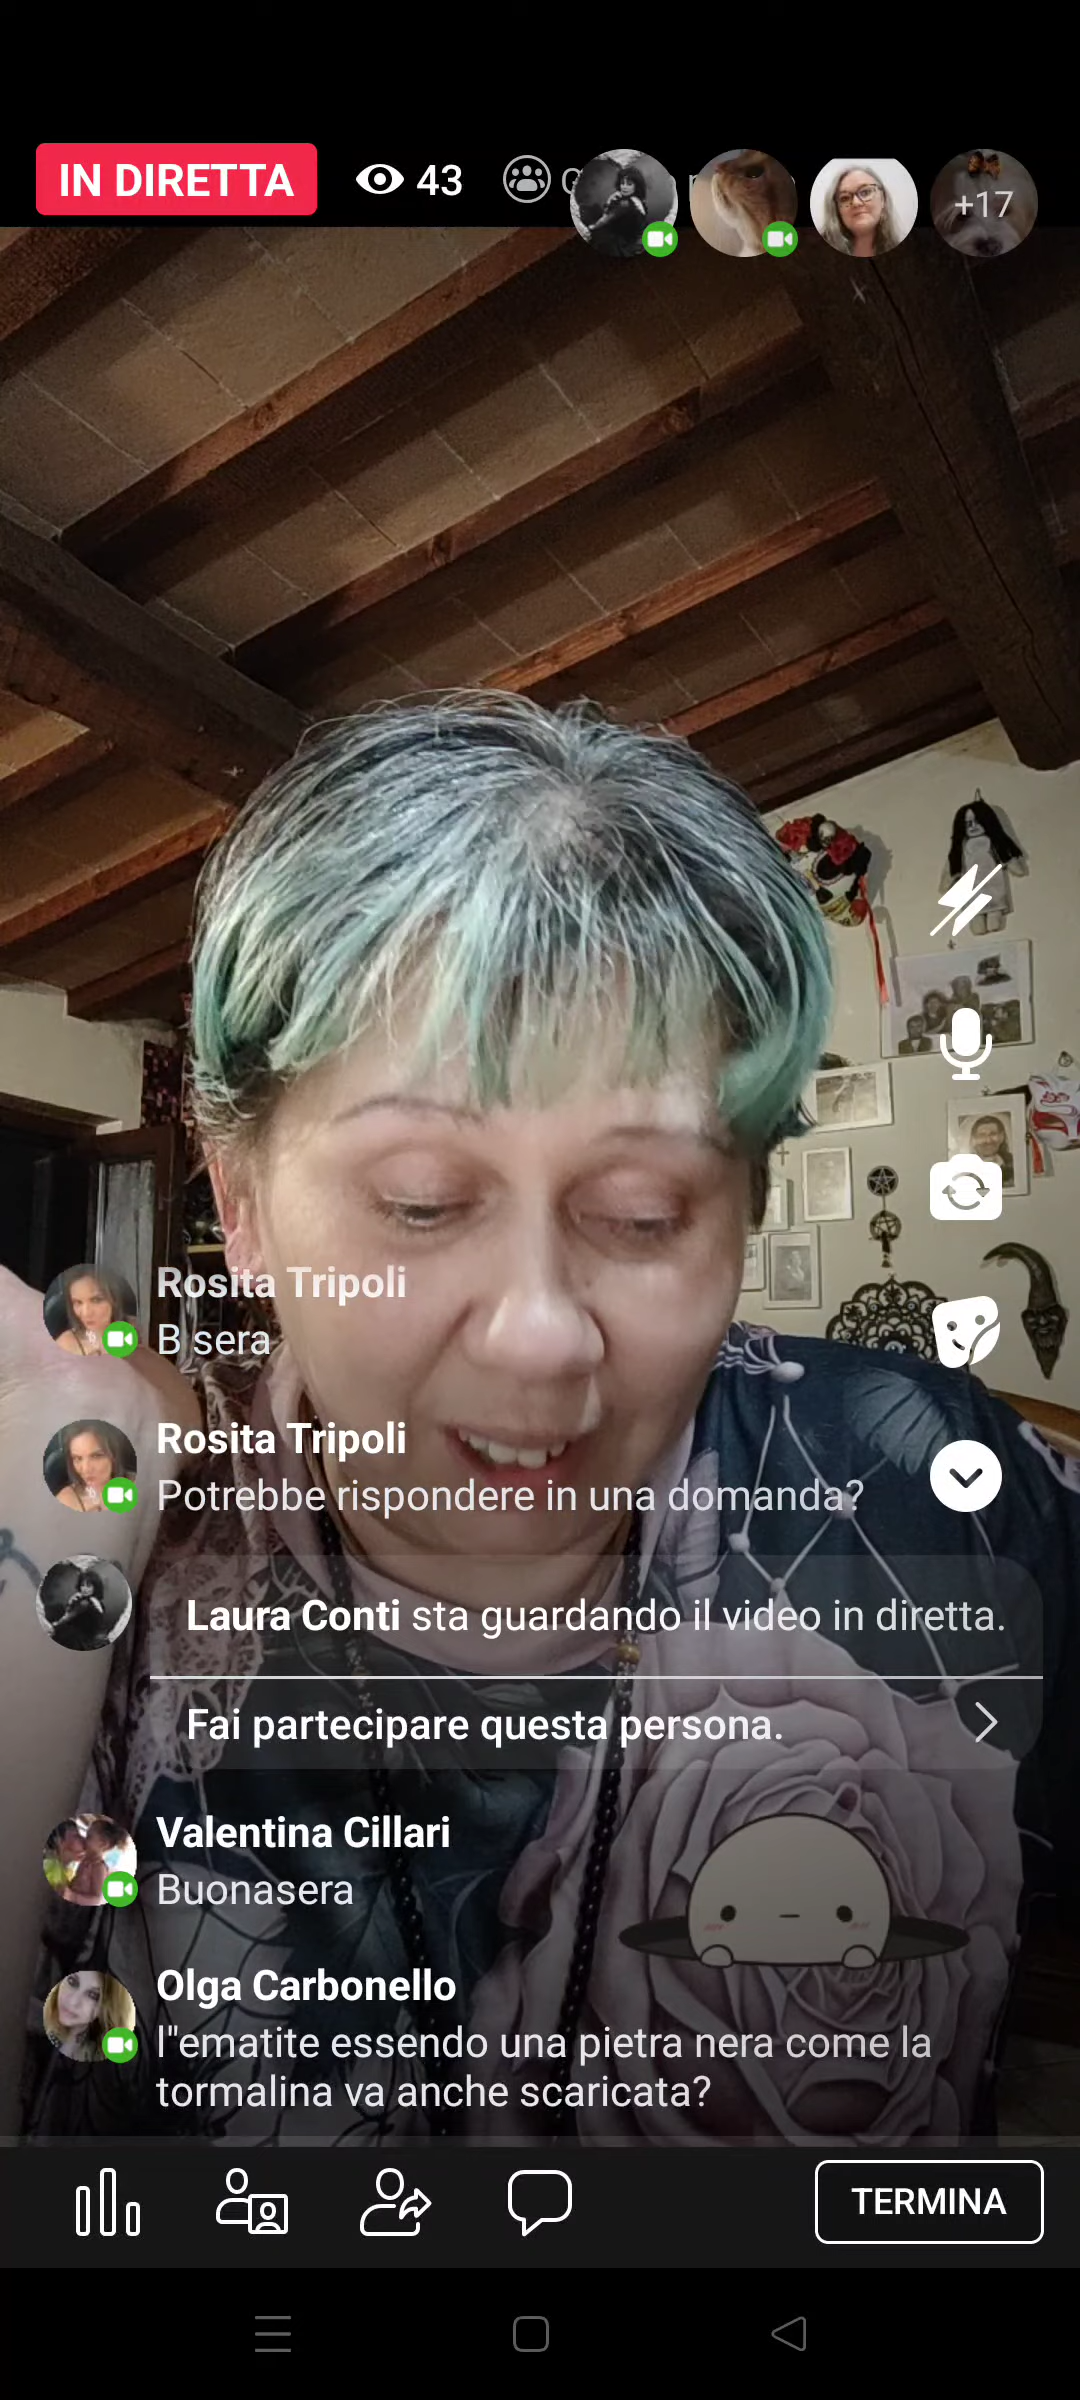 IN DIRETTA
43
+17
Rosita Tripoli
B sera
Rosita Tripoli
Potrebbe rispondere in una domanda?
Laura Conti sta guardando il video in diretta.
Fai partecipare questa persona.
Valentina Cillari
Buonasera
Olga Carbonello
l"ematite essendo una pietra nera come la
tormalina va anche scaricata?
TERMINA